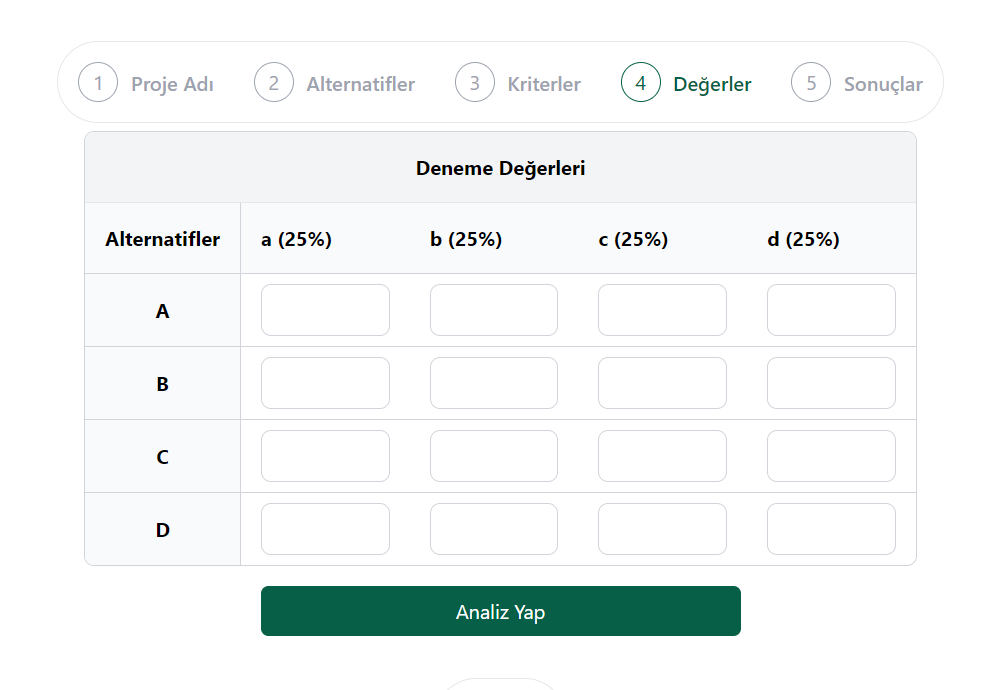 1 Proje Adı 2 Alternatifler 3 Kriterler 4 Değerler 5 Sonuçlar
Deneme Değerleri
Alternatifler a (25%) b (25%) c (25%) d (25%)
A
B
C
D
Analiz Yap